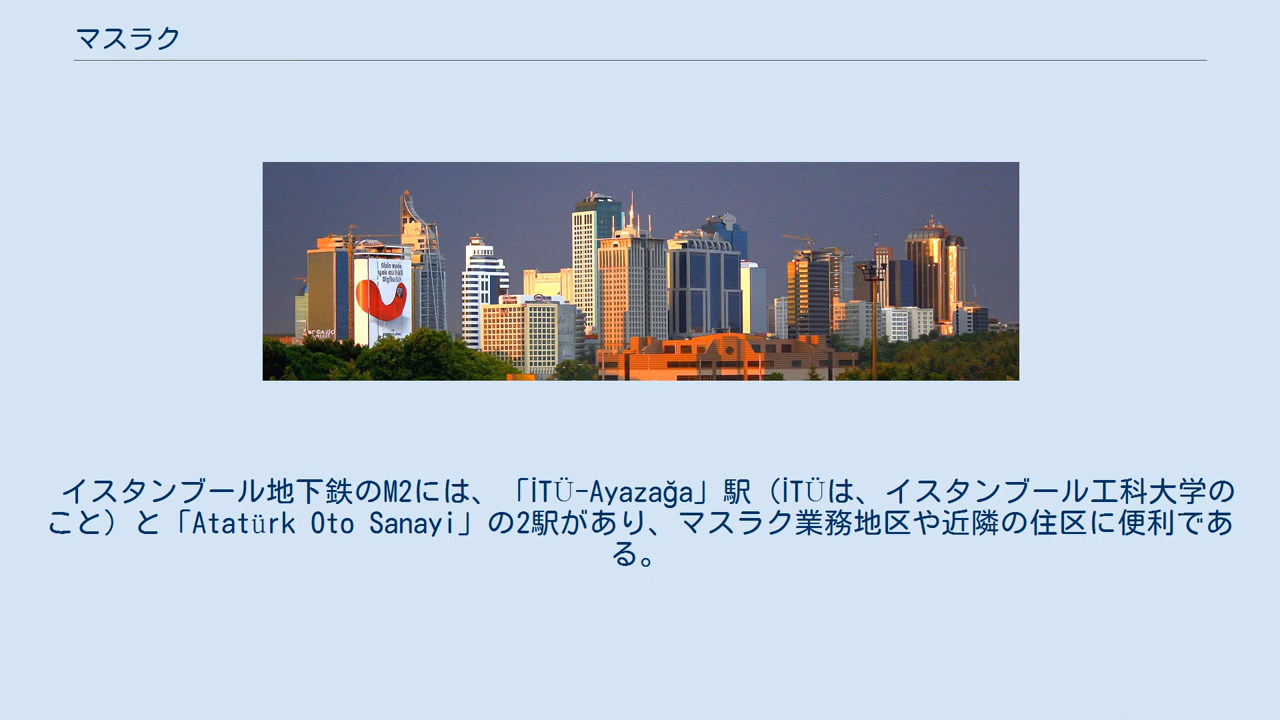 マスラク
イスタンブール地下鉄のM2には、「İTÜ-Ayazağa」駅（İTÜは、イスタンブール工科大学の
こと）と「Atatürk Oto Sanayi」の2駅があり、マスラク業務地区や近隣の住区に便利であ
る。